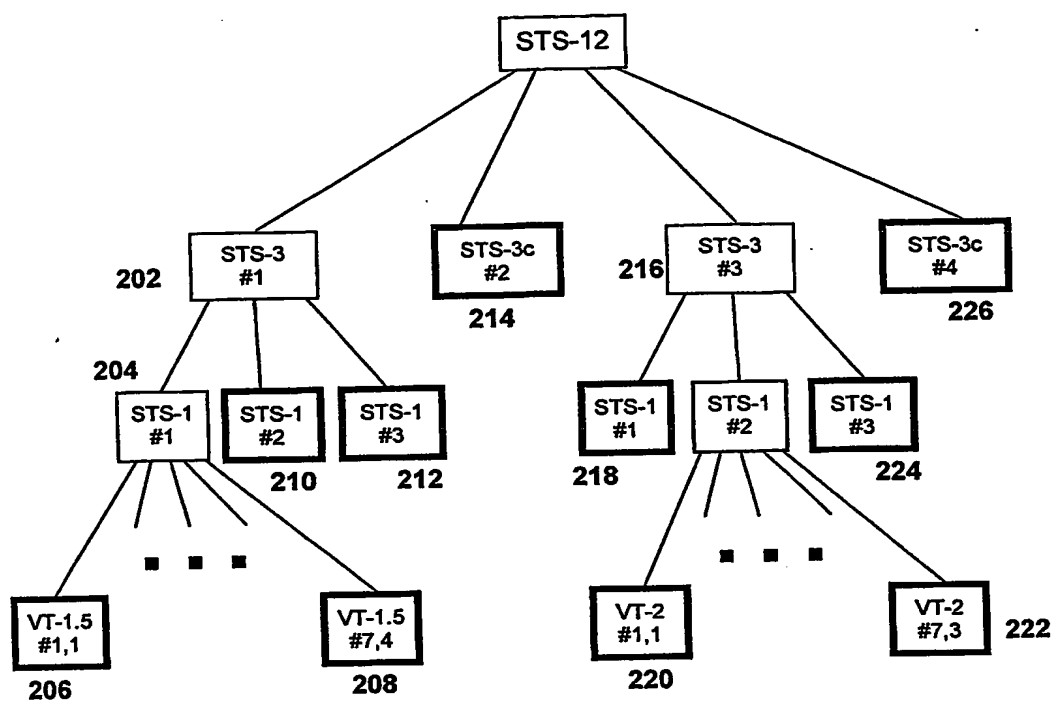 STS-12
STS-3
#1
202
STS-3c
#2
214
STS-3
#3
216
STS-3c
#4
226
204
STS-1
#1
STS-1
#2
210
STS-1
#3
212
STS-1
#1
218
STS-1
#2
STS-1
#3
224
VT-1.5
#1,1
206
VT-1.5
#7,4
208
VT-2
#1,1
220
VT-2
#7,3
222